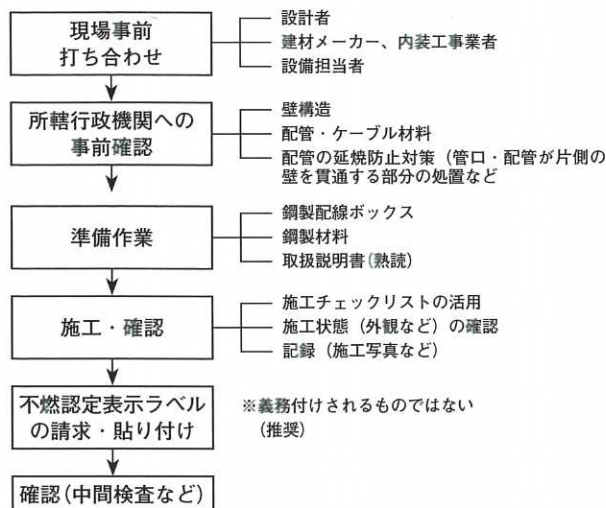 現場事前
打ち合わせ
設計者
建材メーカー、内装工事業者
設備担当者
所轄行政機関への
事前確認
壁構造
配管・ケーブル材料
配管の延焼防止対策（管口・配管が片側の
壁を貫通する部分の処置など
準備作業
鋼製配線ボックス
鋼製材料
取扱説明書（熟読）
施工・確認
施工チェックリストの活用
施工状態（外観など）の確認
記録（施工写真など）
不燃認定表示ラベル
の請求・貼り付け
※義務付けされるものではない
（推奨）
確認（中間検査など）